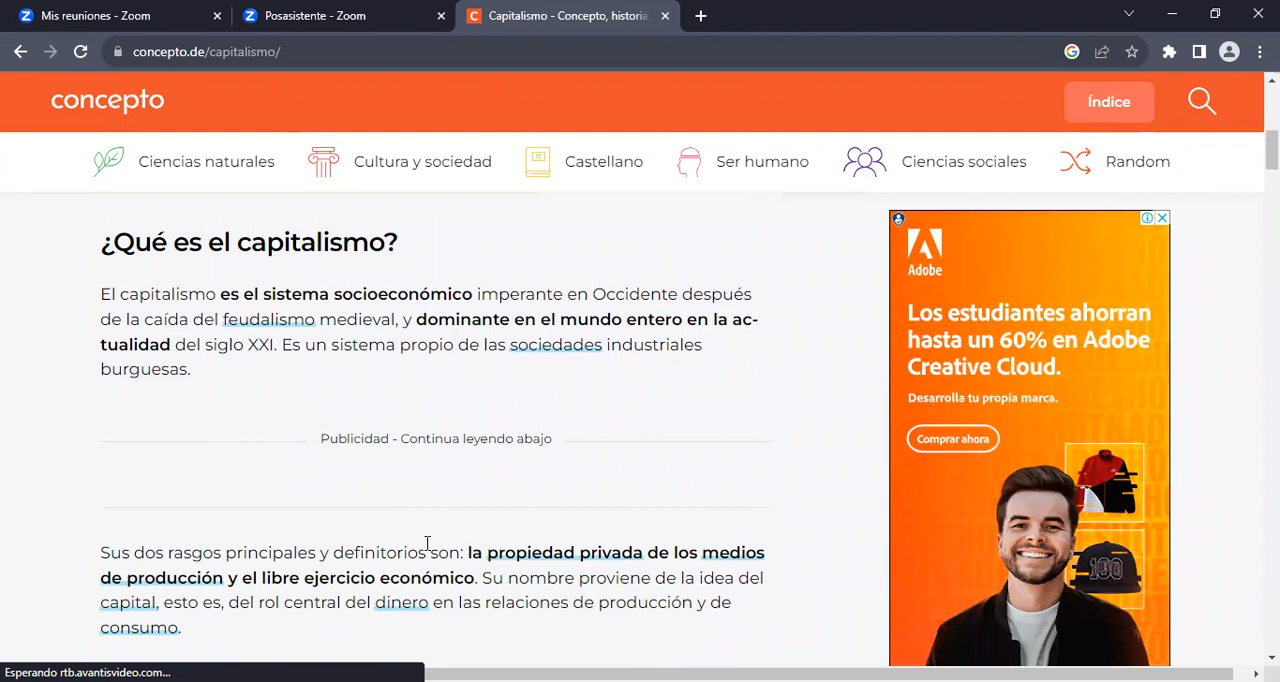 Mis reuniones - Zoom
Posasistente - Zoom
Capitalismo - Concepto, historia,
concepto.de/capitalismo/
concepto
Índice
Ciencias naturales
Cultura y sociedad
Castellano
Ser humano
Ciencias sociales
Random
¿Qué es el capitalismo?
El capitalismo es el sistema socioeconómico imperante en Occidente después
de la caída del feudalismo medieval, y dominante en el mundo entero en la ac-
tualidad del siglo XXI. Es un sistema propio de las sociedades industriales
burguesas.
Publicidad - Continua leyendo abajo
Sus dos rasgos principales y definitorios son: la propiedad privada de los medios
de producción y el libre ejercicio económico. Su nombre proviene de la idea del
capital, esto es, del rol central del dinero en las relaciones de producción y de
consumo.
Adobe
Los estudiantes ahorran
hasta un 60% en Adobe
Creative Cloud.
Desarrolla tu propia marca.
Comprar ahora
100
Esperando rtb.avantisvideo.com...